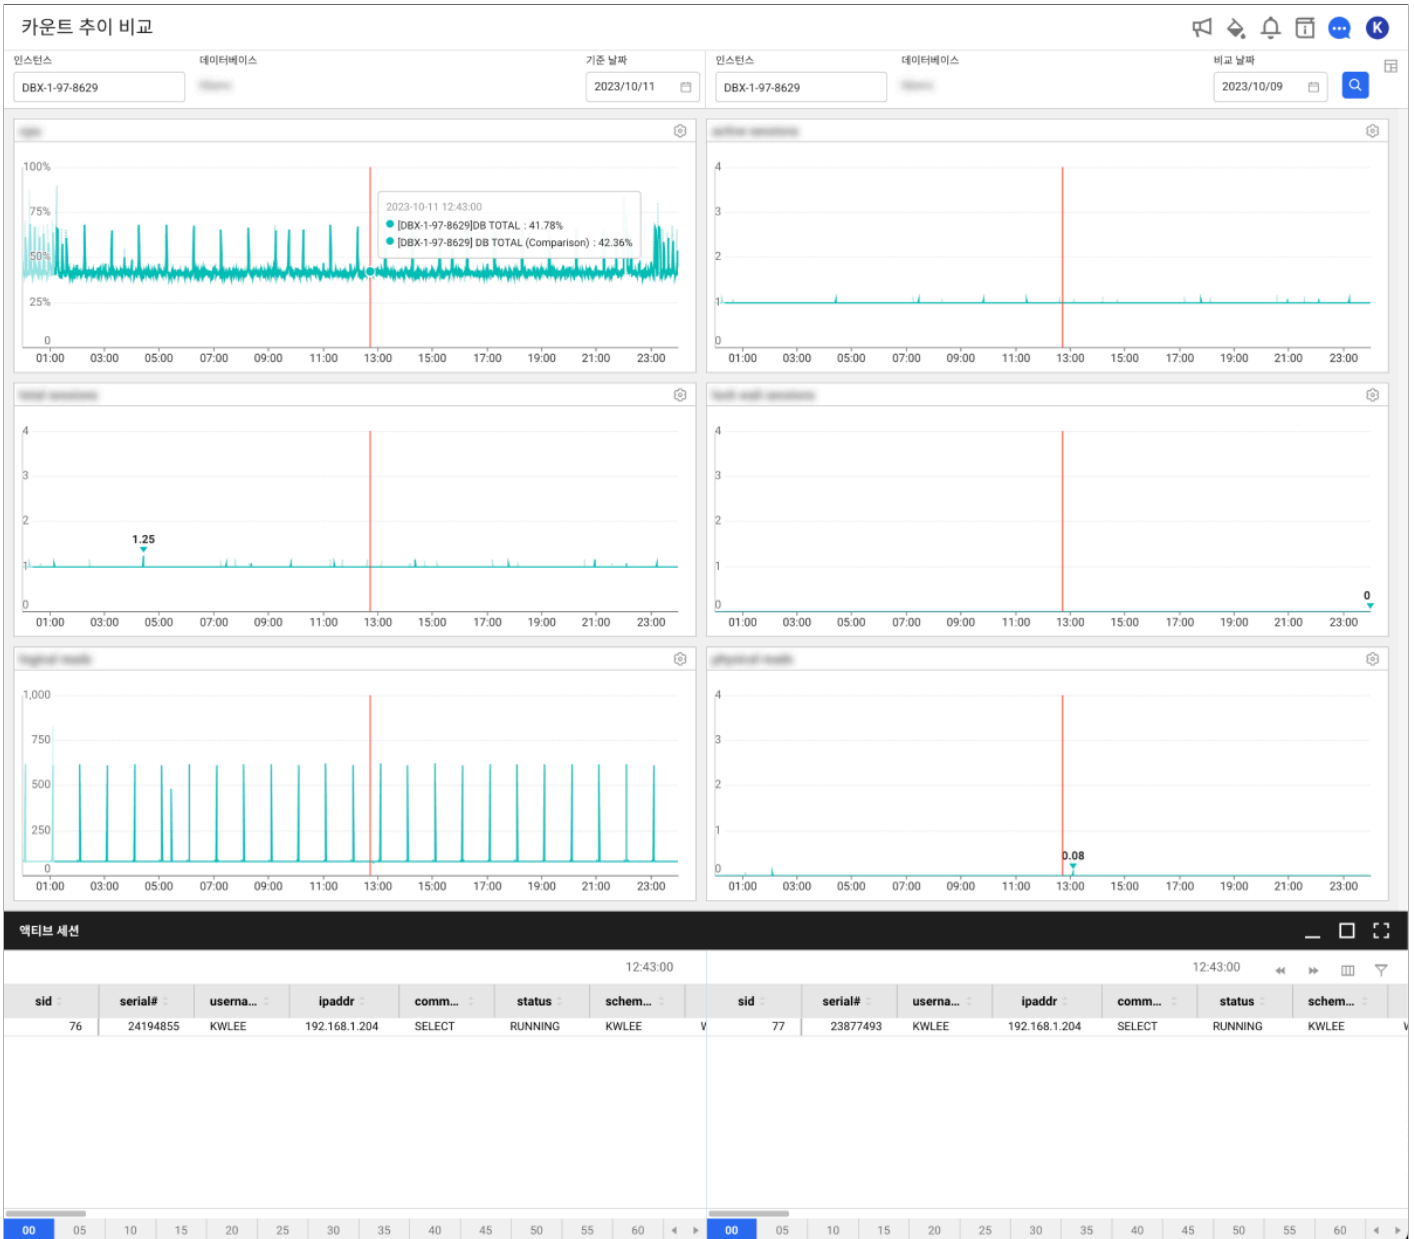 카운트 추이 비교
K
인스턴스 데이터베이스 기준 날짜 인스턴스 데이터베이스 비교 날짜
DBX-1-97-8629 2023/10/11 DBX-1-97-8629 2023/10/09
cpu
100%
75%
50%
25%
0
01:00 03:00 05:00 07:00 09:00 11:00 13:00 15:00 17:00 19:00 21:00 23:00
2023-10-11 12:43:00
[DBX-1-97-8629]DB TOTAL : 41.78%
[DBX-1-97-8629] DB TOTAL (Comparison) : 42.36%
active sessions
4
3
2
1
0
01:00 03:00 05:00 07:00 09:00 11:00 13:00 15:00 17:00 19:00 21:00 23:00
total sessions
4
3
2
1
0
1.25
01:00 03:00 05:00 07:00 09:00 11:00 13:00 15:00 17:00 19:00 21:00 23:00
lock wait sessions
4
3
2
1
0
0
01:00 03:00 05:00 07:00 09:00 11:00 13:00 15:00 17:00 19:00 21:00 23:00
logical reads
1,000
750
500
250
0
01:00 03:00 05:00 07:00 09:00 11:00 13:00 15:00 17:00 19:00 21:00 23:00
physical reads
4
3
2
1
0
0.08
01:00 03:00 05:00 07:00 09:00 11:00 13:00 15:00 17:00 19:00 21:00 23:00
액티브 세션
12:43:00 12:43:00
sid serial# userna... ipaddr comm... status schem... sid serial# userna... ipaddr comm... status schem...
76 24194855 KWLEE 192.168.1.204 SELECT RUNNING KWLEE 77 23877493 KWLEE 192.168.1.204 SELECT RUNNING KWLEE
00 05 10 15 20 25 30 35 40 45 50 55 60 00 05 10 15 20 25 30 35 40 45 50 55 60